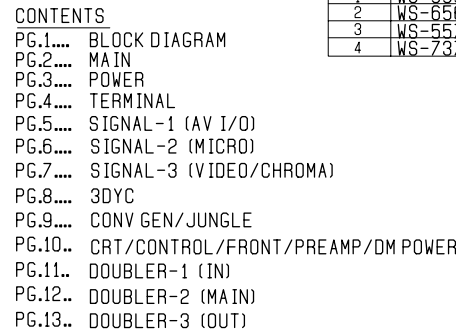 CONTENTS
PG.1.... BLOCK DIAGRAM
PG.2.... MAIN
PG.3.... POWER
PG.4.... TERMINAL
PG.5.... SIGNAL-1 (AV I/O)
PG.6.... SIGNAL-2 (MICRO)
PG.7.... SIGNAL-3 (VIDEO/CHROMA)
PG.8.... 3DYC
PG.9.... CONV GEN/JUNGLE
PG.10.. CRT/CONTROL/FRONT/PREAMP/DM POWER
PG.11.. DOUBLER-1 (IN)
PG.12.. DOUBLER-2 (MAIN)
PG.13.. DOUBLER-3 (OUT)
2
3
4